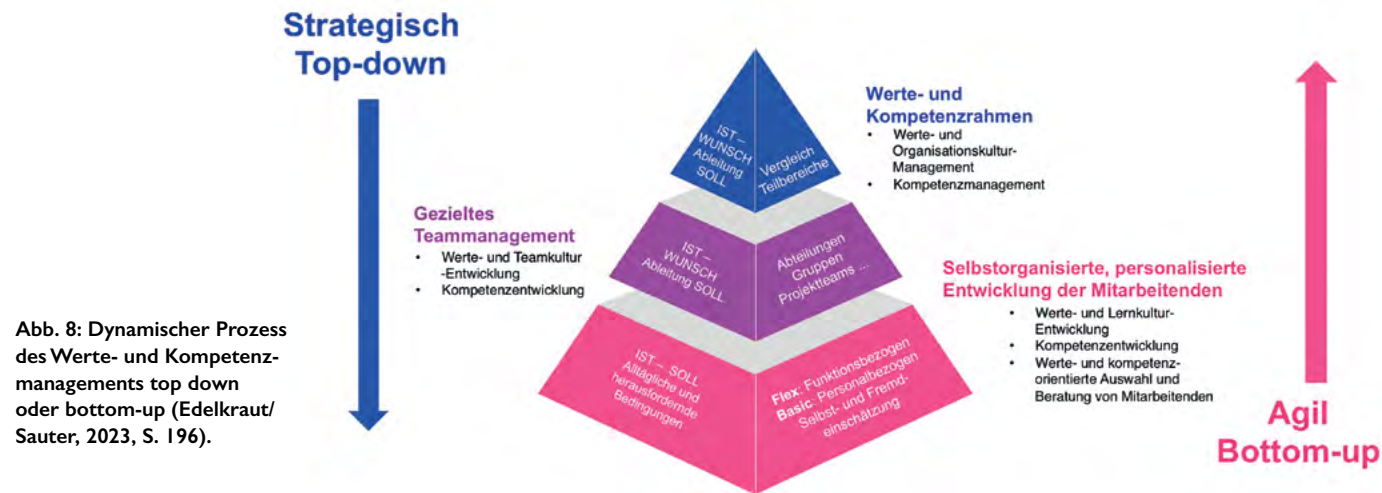 Strategisch
Top-down
Werte- und
Kompetenzrahmen
• Werte- und
Organisationskultur-
Management
• Kompetenzmanagement
IST –
WUNSCH
Ableitung
SOLL
Vergleich
Teilbereiche
Gezieltes
Teammanagement
• Werte- und Teamkultur
-Entwicklung
• Kompetenzentwicklung
IST –
WUNSCH
Ableitung SOLL
Abteilungen
Gruppen
Projektteams ...
Selbstorganisierte, personalisierte
Entwicklung der Mitarbeitenden
• Werte- und Lernkultur-
Entwicklung
• Kompetenzentwicklung
• Werte- und kompetenz-
orientierte Auswahl und
Beratung von Mitarbeitenden
IST – SOLL
Alltägliche und
herausfordernde
Bedingungen
Flex: Funktionsbezogen
Basic: Personalbezogen
Selbst- und Fremd-
einschätzung
Abb. 8: Dynamischer Prozess
des Werte- und Kompetenz-
managements top down
oder bottom-up (Edelkraut/
Sauter, 2023, S. 196).
Agil
Bottom-up